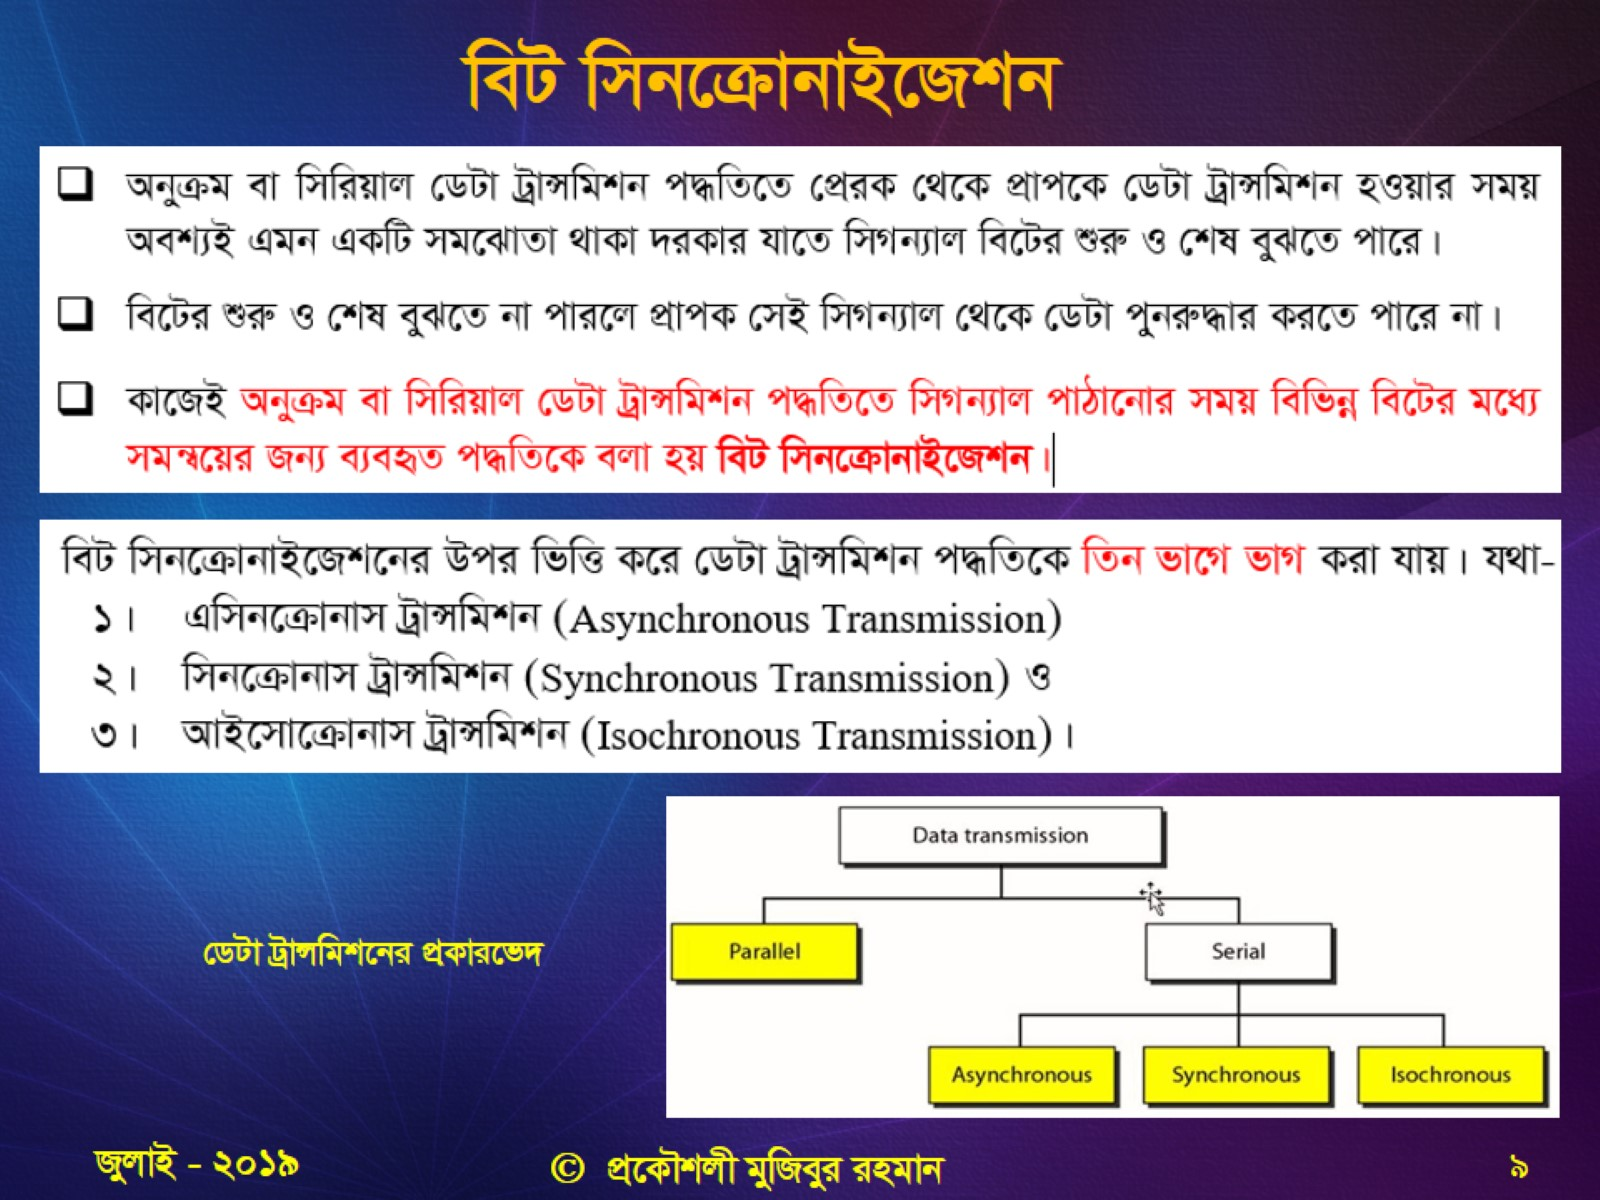 বিট সিনক্রোনাইজেশন
অনুক্রম বা সিরিয়াল ডেটা ট্রান্সমিশন পদ্ধতিতে প্রেরক থেকে প্রাপকে ডেটা ট্রান্সমিশন হওয়ার সময়
অবশ্যই এমন একটি সমঝোতা থাকা দরকার যাতে সিগন্যাল বিটের শুরু ও শেষ বুঝতে পারে।
বিটের শুরু ও শেষ বুঝতে না পারলে প্রাপক সেই সিগন্যাল থেকে ডেটা পুনরুদ্ধার করতে পারে না।
কাজেই অনুক্রম বা সিরিয়াল ডেটা ট্রান্সমিশন পদ্ধতিতে সিগন্যাল পাঠানোর সময় বিভিন্ন বিটের মধ্যে
সমন্বয়ের জন্য ব্যবহৃত পদ্ধতিকে বলা হয় বিট সিনক্রোনাইজেশন।
বিট সিনক্রোনাইজেশনের উপর ভিত্তি করে ডেটা ট্রান্সমিশন পদ্ধতিকে তিন ভাগে ভাগ করা যায়। যথা-
১। এসিনক্রোনাস ট্রান্সমিশন (Asynchronous Transmission)
২। সিনক্রোনাস ট্রান্সমিশন (Synchronous Transmission) ও
৩। আইসোক্রোনাস ট্রান্সমিশন (Isochronous Transmission)।
Data transmission
ডেটা ট্রান্সমিশনের প্রকারভেদ
Parallel
Serial
Asynchronous
Synchronous
Isochronous
জুলাই - ২০১৯
© প্রকৌশলী মুজিবুর রহমান
৯